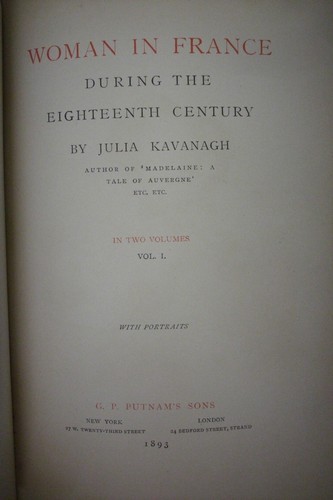 WOMAN IN FRANCE
DURING THE
EIGHTEENTH CENTURY
BY JULIA KAVANAGH
AUTHOR OF 'MADELAINE: A
TALE OF AUVERGNE'
ETC, ETC.
IN TWO VOLUMES
VOL. I.
WITH PORTRAITS
G. P. PUTNAM'S SONS
NEW YORK LONDON
27 W. TWENTY-THIRD STREET 24 BEDFORD STREET, STRAND
1893